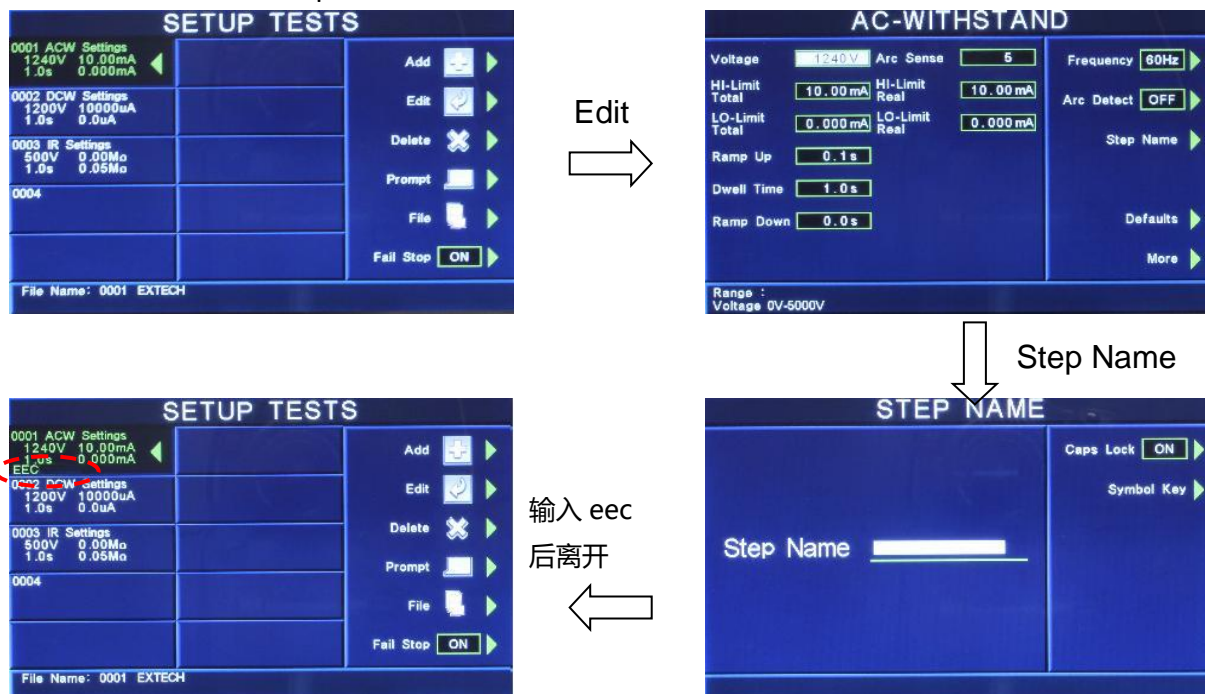 SETUP TESTS
0001 ACW Settings
1240V 10.00mA
1.0s 0.000mA
0002 DCW Settings
1200V 10000uA
1.0s 0.0uA
0003 IR Settings
500V 0.00MΩ
1.0s 0.05MΩ
0004
Add
Edit
Delete
Prompt
File
Fail Stop ON
File Name: 0001 EXTECH
Edit
AC-WITHSTAND
Voltage 1240V Arc Sense 5
HI-Limit Total 10.00mA HI-Limit Real 10.00mA
LO-Limit Total 0.000mA LO-Limit Real 0.000mA
Ramp Up 0.1s
Dwell Time 1.0s
Ramp Down 0.0s
Frequency 60Hz
Arc Detect OFF
Step Name
Defaults
More
Range :
Voltage 0V-5000V
Step Name
STEP NAME
Step Name
Caps Lock ON
Symbol Key
输入 eec
后离开
SETUP TESTS
0001 ACW Settings
1240V 10.00mA
1.0s 0.000mA
EEC
0002 DCW Settings
1200V 10000uA
1.0s 0.0uA
0003 IR Settings
500V 0.00MΩ
1.0s 0.05MΩ
0004
Add
Edit
Delete
Prompt
File
Fail Stop ON
File Name: 0001 EXTECH